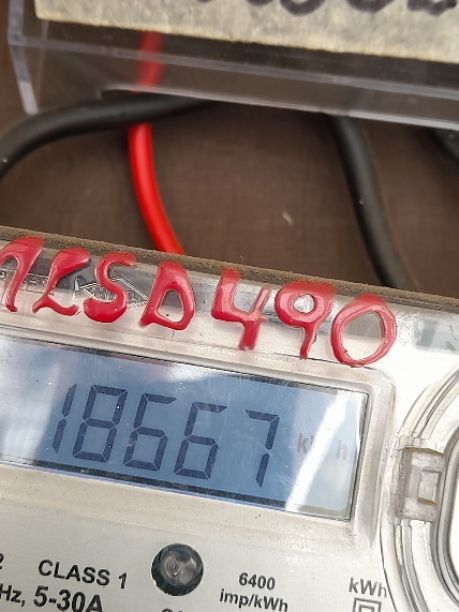 MESD490
18667 kWh
CLASS 1
6400
imp/kWh
kWh
Hz, 5-30A